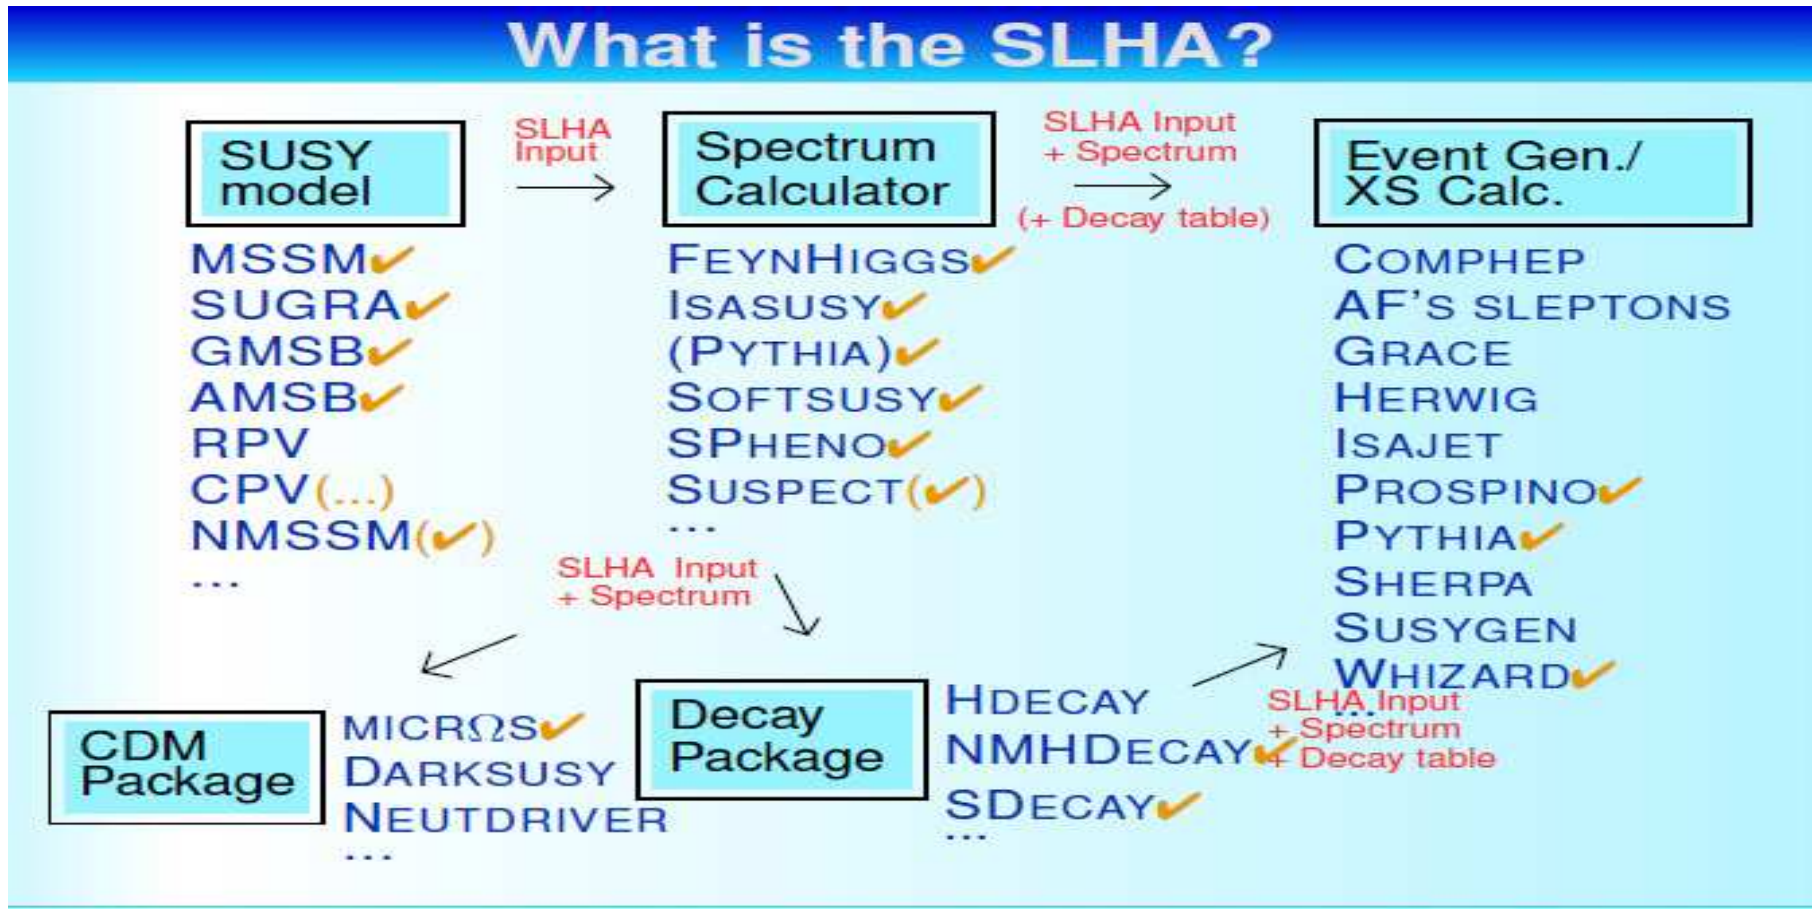 What is the SLHA?
SUSY
model
SLHA
Input
Spectrum
Calculator
SLHA Input
+ Spectrum
(+ Decay table)
Event Gen./
XS Calc.
MSSM✔
SUGRA✔
GMSB✔
AMSB✔
RPV
CPV(...)
NMSSM(✔)
...
FEYNHIGGS✔
ISASUSY✔
(PYTHIA)✔
SOFTSUSY✔
SPHENO✔
SUSPECT(✔)
...
COMPHEP
AF'S SLEPTONS
GRACE
HERWIG
ISAJET
PROSPINO✔
PYTHIA✔
SHERPA
SUSYGEN
WHIZARD✔
...
SLHA Input
+ Spectrum
CDM
Package
MICRΩS✔
DARKSUSY
NEUTDRIVER
...
Decay
Package
HDECAY
NMHDECAY✔
SDECAY✔
...
SLHA Input
+ Spectrum
+ Decay table